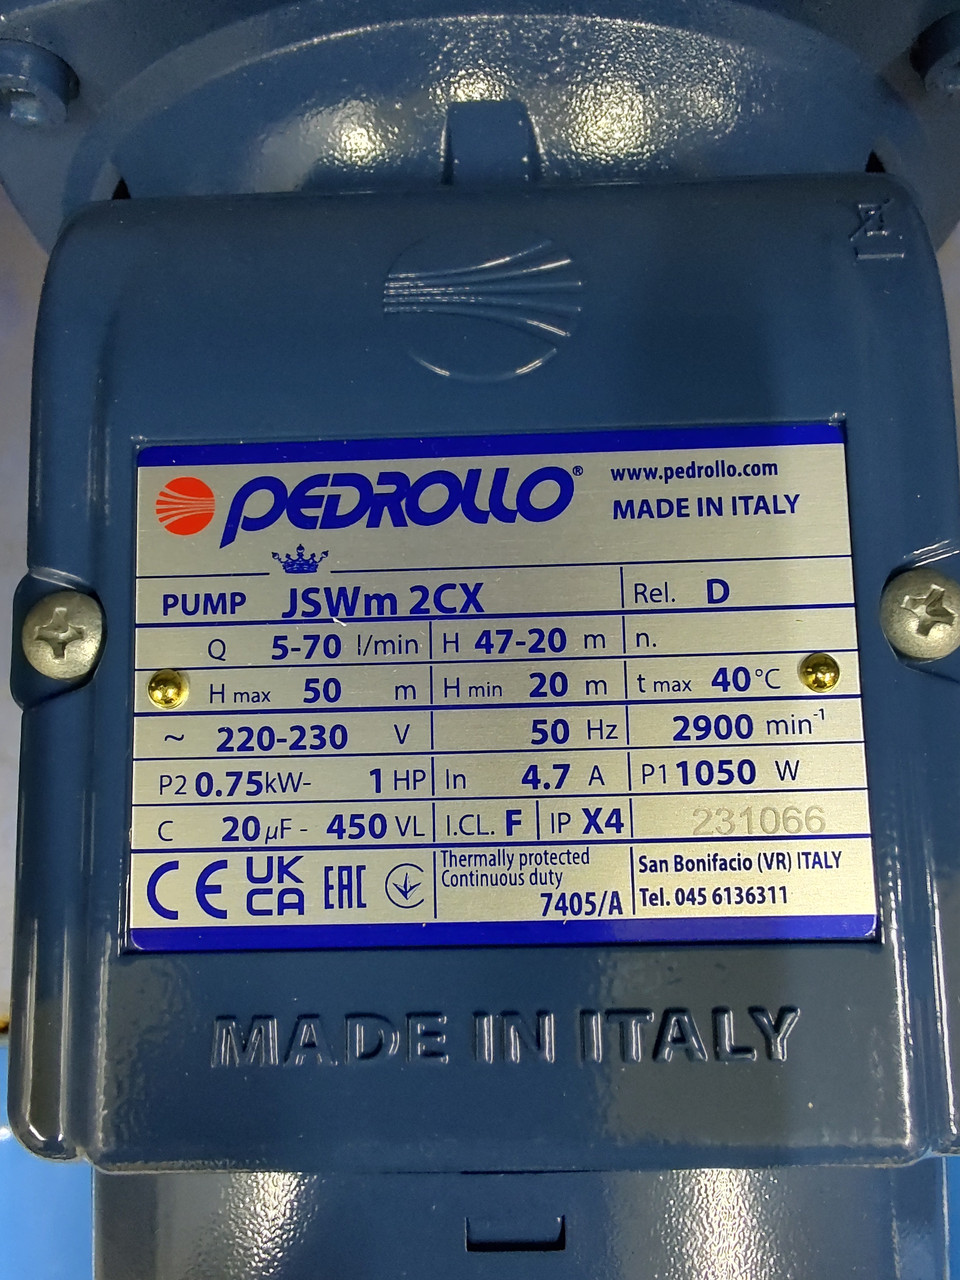 PEDROLLO®
www.pedrollo.com
MADE IN ITALY
PUMP JSWm 2CX Rel. D
Q 5-70 l/min H 47-20 m n.
H max 50 m H min 20 m t max 40°C
~ 220-230 V 50 Hz 2900 min⁻¹
P2 0.75kW- 1 HP In 4.7 A P1 1050 W
C 20 µF - 450 VL I.CL. F IP X4 231066
CE UK CA EAC
Thermally protected
Continuous duty
7405/A
San Bonifacio (VR) ITALY
Tel. 045 6136311
MADE IN ITALY